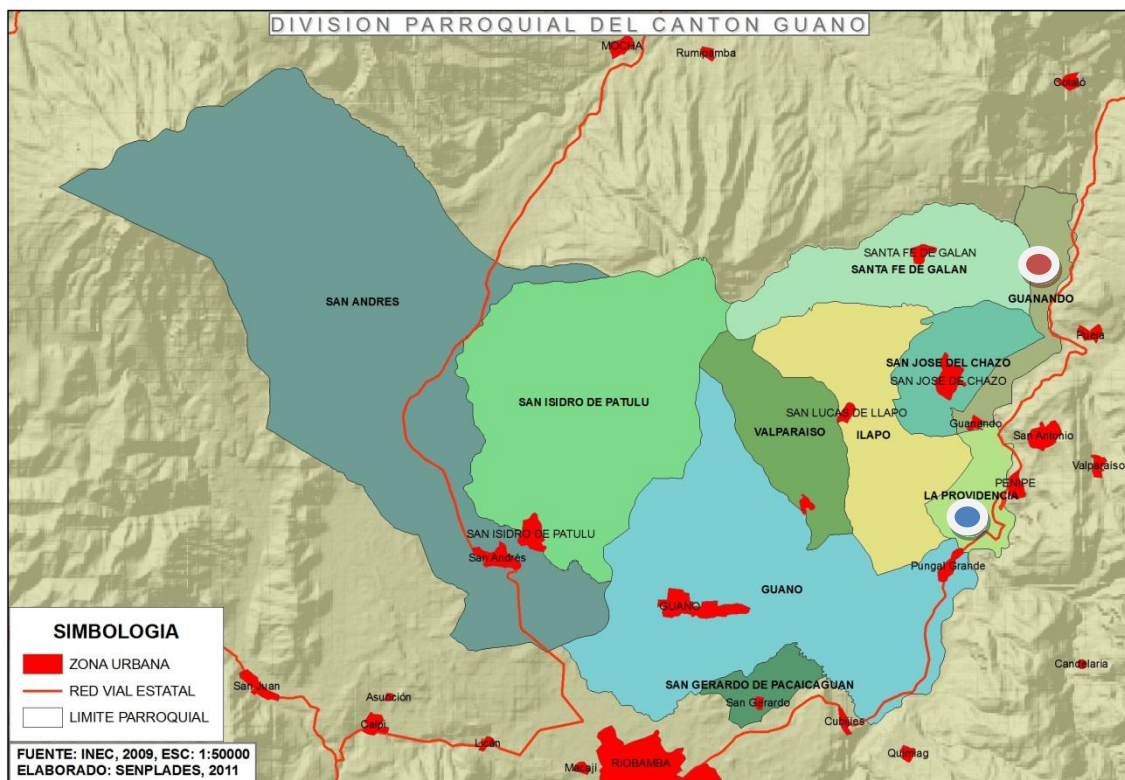 DIVISION PARROQUIAL DEL CANTON GUANO
MOCHA
Rumipamba
Cotaló
SANTA FE DE GALAN
SANTA FE DE GALAN
SAN ANDRES
GUANANDO
Pueja
SAN JOSE DEL CHAZO
SAN JOSE DE CHAZO
SAN ISIDRO DE PATULU
SAN LUCAS DE LLAPO
Guanando
VALPARAISO
ILAPO
San Antonio
Valparaíso
PENIPE
LA PROVIDENCIA
SAN ISIDRO DE PATULU
San Andrés
Pungal Grande
GUANO
GUANO
SIMBOLOGIA
ZONA URBANA
RED VIAL ESTATAL
LIMITE PARROQUIAL
Candelaria
San Juan
Asunción
SAN GERARDO DE PACAICAGUAN
San Gerardo
Calpi
Cubijíes
Licán
Quimiag
Macají
RIOBAMBA
FUENTE: INEC, 2009, ESC: 1:50000
ELABORADO: SENPLADES, 2011